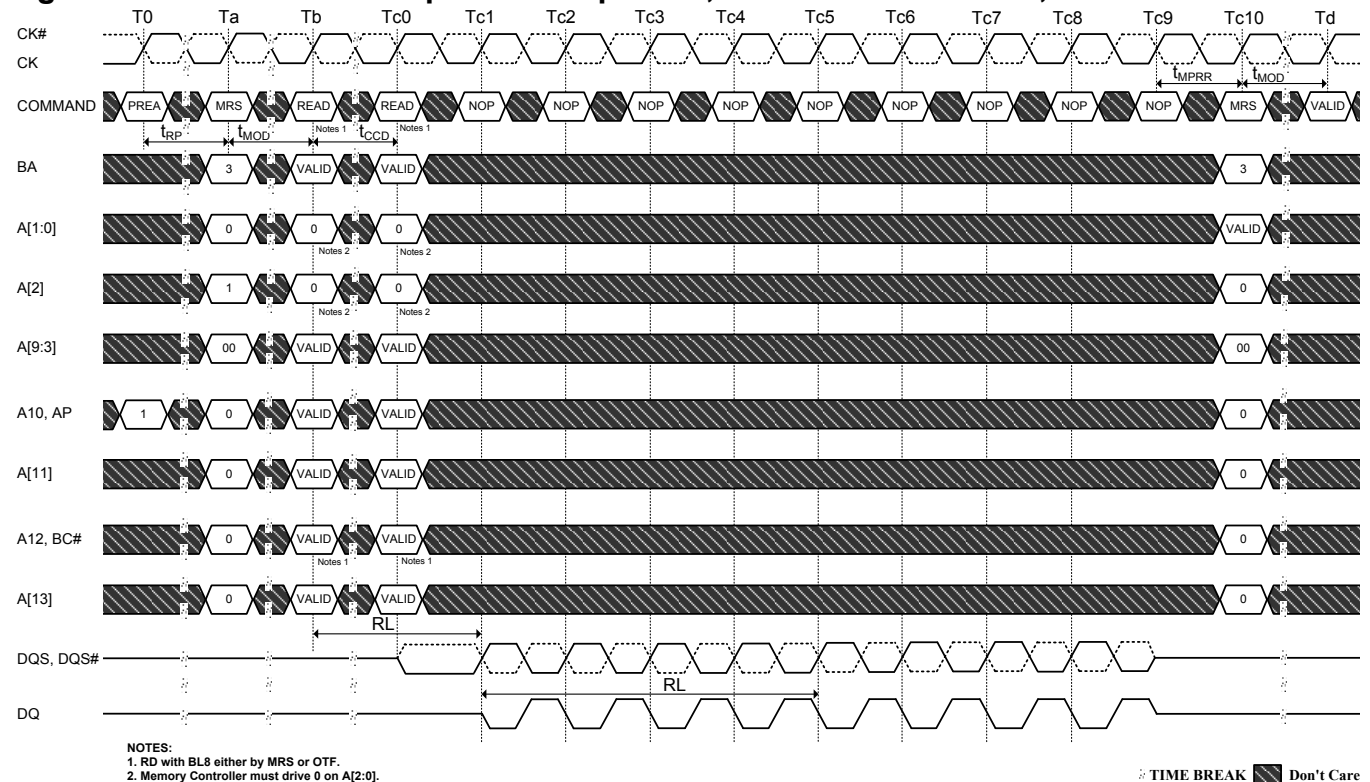 T0 Ta Tb Tc0 Tc1 Tc2 Tc3 Tc4 Tc5 Tc6 Tc7 Tc8 Tc9 Tc10 Td
CK#
CK
tMPRR tMOD
COMMAND PREA MRS READ READ NOP NOP NOP NOP NOP NOP NOP NOP NOP MRS VALID
Notes 1 Notes 1
tRP tMOD tCCD
BA 3 VALID VALID 3
A[1:0] 0 0 0 VALID
Notes 2 Notes 2
A[2] 1 0 0 0
Notes 2 Notes 2
A[9:3] 00 VALID VALID 00
A10, AP 1 0 VALID VALID 0
A[11] 0 VALID VALID 0
A12, BC# 0 VALID VALID 0
Notes 1 Notes 1
A[13] 0 VALID VALID 0
RL
DQS, DQS#
RL
DQ
NOTES:
1. RD with BL8 either by MRS or OTF.
2. Memory Controller must drive 0 on A[2:0].
TIME BREAK Don't Care